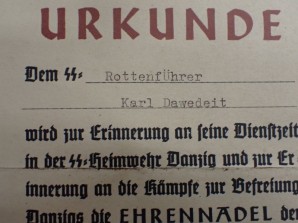 URKUNDE
Dem SS- Rottenführer
Karl Dawedeit
wird zur Erinnerung an seine Dienstzeit
in der SS-Heimwehr Danzig und zur Er
innerung an die Kämpfe zur Befreiung
Danzigs die EHRENNADEL der